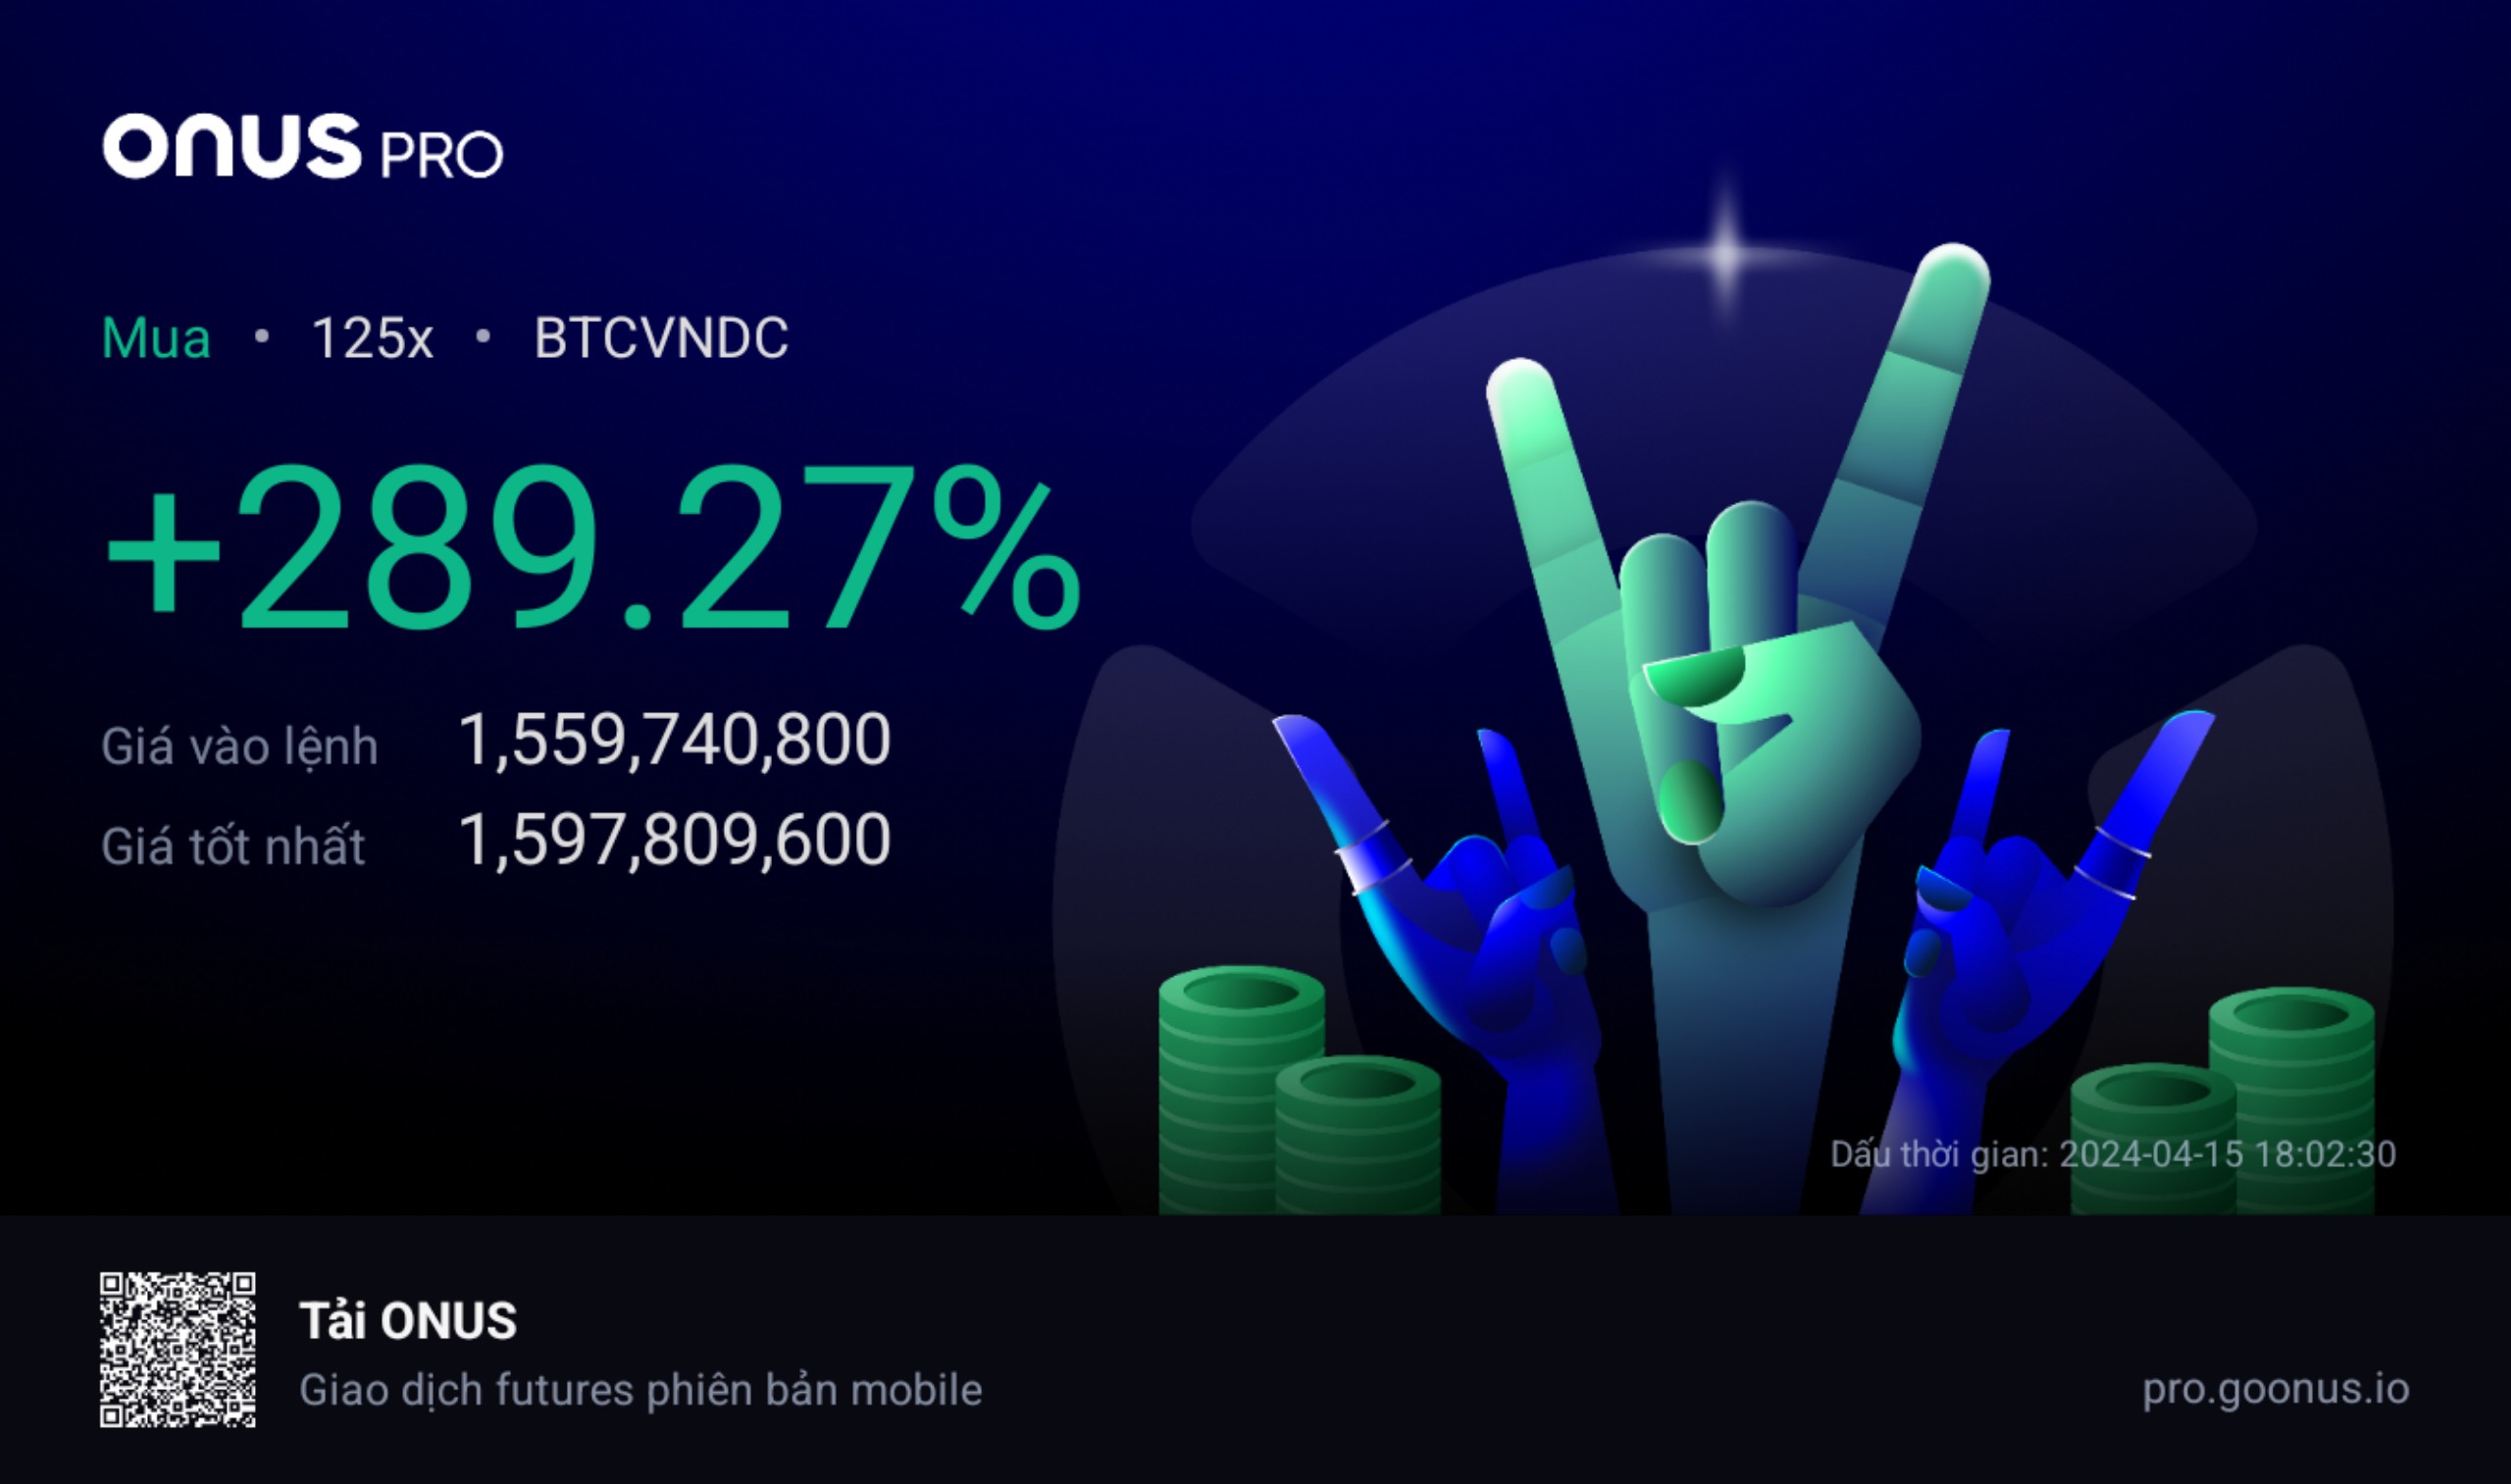 onus PRO
Mua • 125x • BTCVNDC
+289.27%
Giá vào lệnh 1,559,740,800
Giá tốt nhất 1,597,809,600
Dấu thời gian: 2024-04-15 18:02:30
Tải ONUS
Giao dịch futures phiên bản mobile
pro.goonus.io